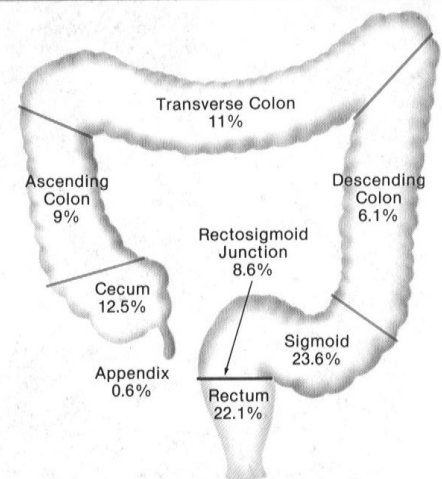 Transverse Colon
11%
Ascending
Colon
9%
Descending
Colon
6.1%
Rectosigmoid
Junction
8.6%
Cecum
12.5%
Sigmoid
23.6%
Appendix
0.6%
Rectum
22.1%